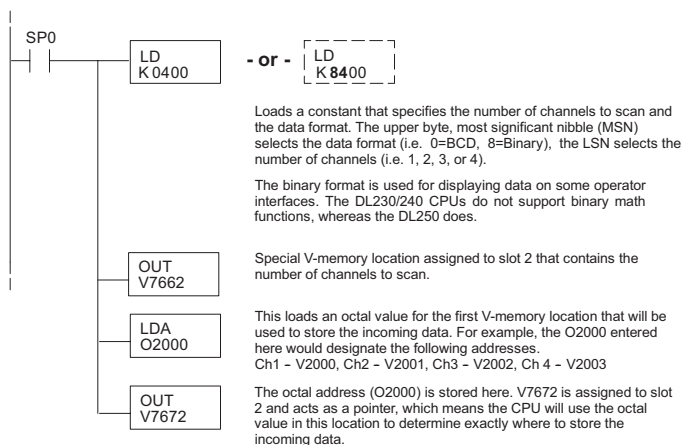 SP0
LD
K 0400
- or -
LD
K 8400
Loads a constant that specifies the number of channels to scan and
the data format. The upper byte, most significant nibble (MSN)
selects the data format (i.e. 0=BCD, 8=Binary), the LSN selects the
number of channels (i.e. 1, 2, 3, or 4).
The binary format is used for displaying data on some operator
interfaces. The DL230/240 CPUs do not support binary math
functions, whereas the DL250 does.
OUT
V7662
Special V-memory location assigned to slot 2 that contains the
number of channels to scan.
LDA
O2000
This loads an octal value for the first V-memory location that will be
used to store the incoming data. For example, the O2000 entered
here would designate the following addresses.
Ch1 – V2000, Ch2 – V2001, Ch3 – V2002, Ch 4 – V2003
OUT
V7672
The octal address (O2000) is stored here. V7672 is assigned to slot
2 and acts as a pointer, which means the CPU will use the octal
value in this location to determine exactly where to store the
incoming data.